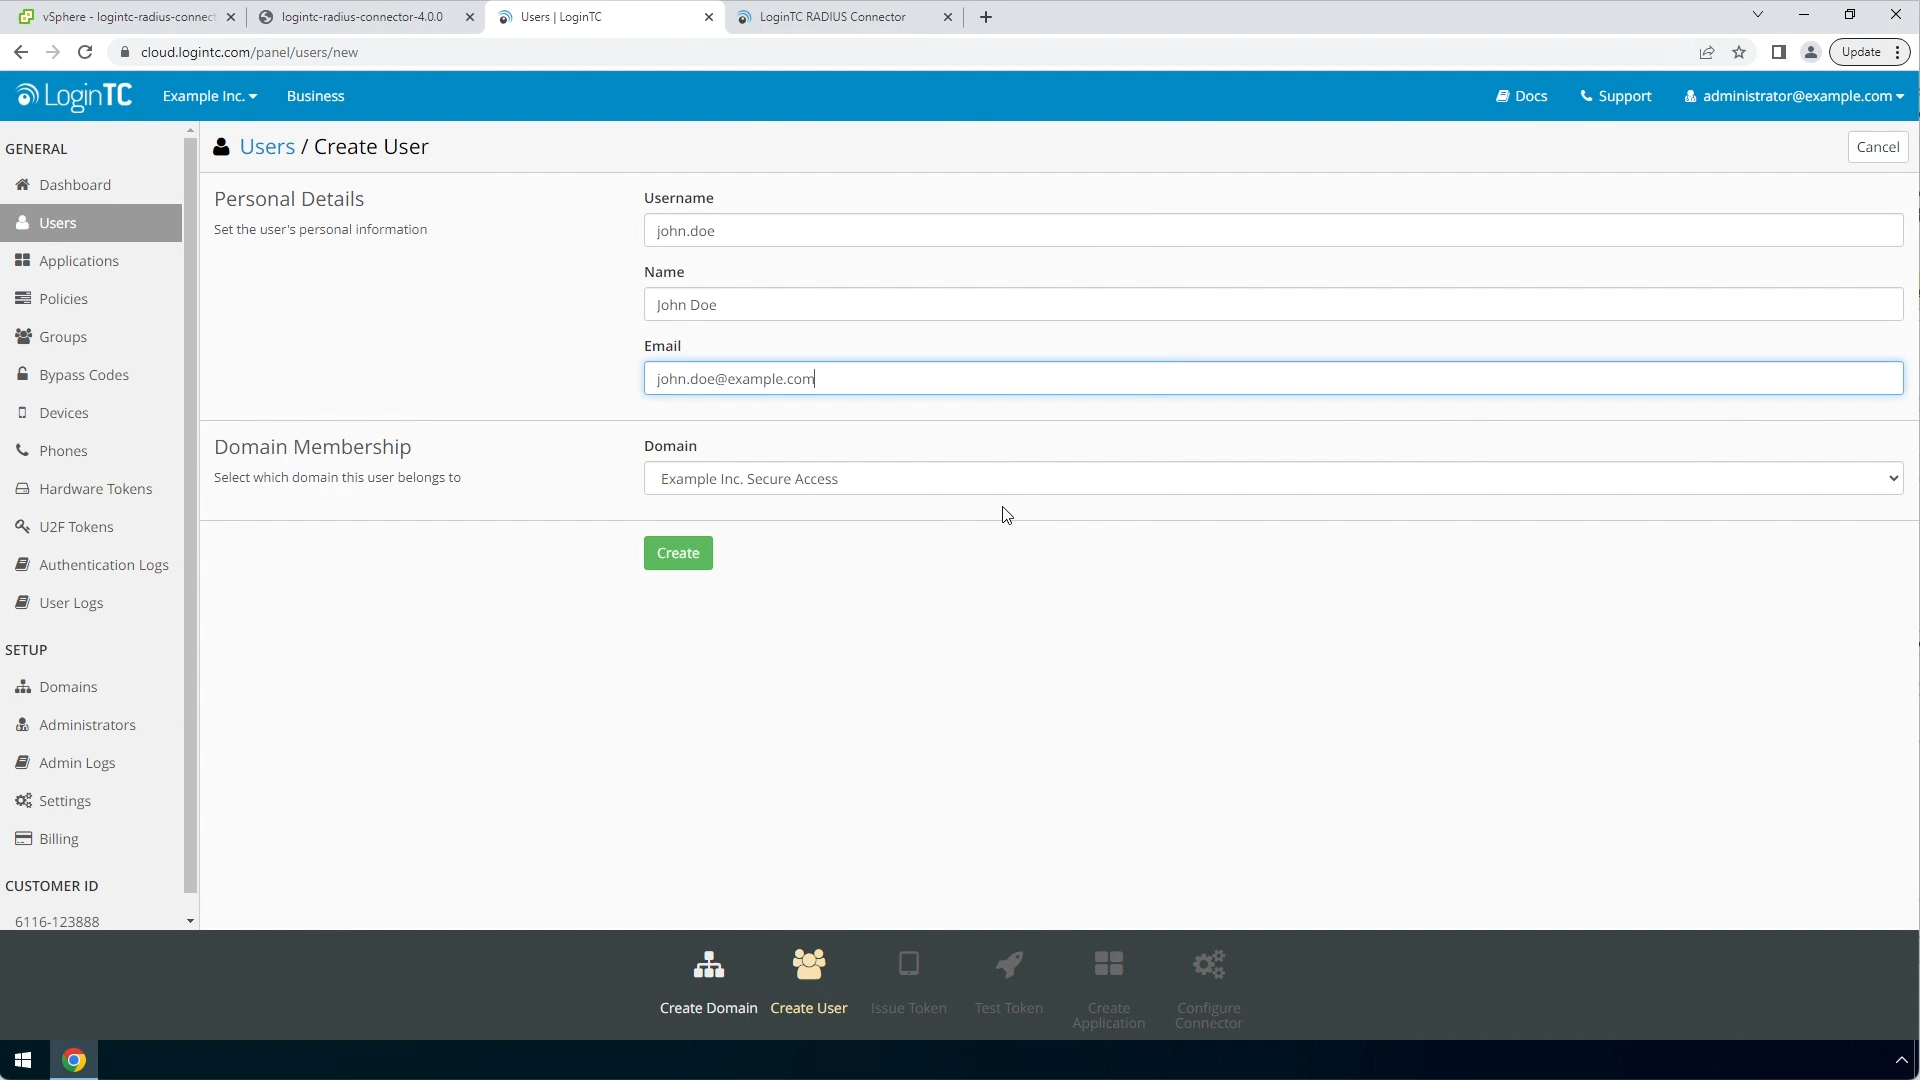 vSphere - logintc-radius-connect
logintc-radius-connector-4.0.0
Users | LoginTC
LoginTC RADIUS Connector
cloud.logintc.com/panel/users/new
Update
LoginTC
Example Inc.
Business
Docs
Support
administrator@example.com
GENERAL
Dashboard
Users
Applications
Policies
Groups
Bypass Codes
Devices
Phones
Hardware Tokens
U2F Tokens
Authentication Logs
User Logs
SETUP
Domains
Administrators
Admin Logs
Settings
Billing
CUSTOMER ID
6116-123888
Users / Create User
Cancel
Personal Details
Set the user's personal information
Username
john.doe
Name
John Doe
Email
john.doe@example.com
Domain Membership
Select which domain this user belongs to
Domain
Example Inc. Secure Access
Create
Create Domain
Create User
Issue Token
Test Token
Create
Application
Configure
Connector